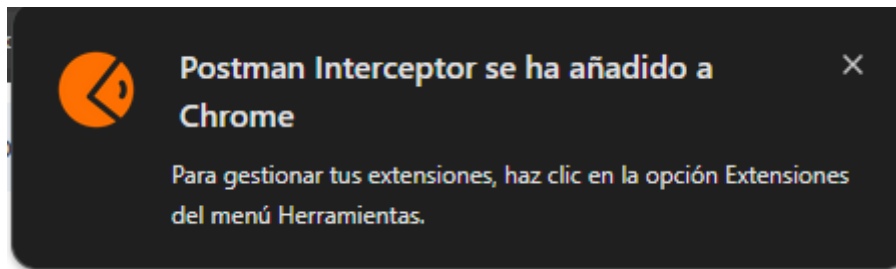 Postman Interceptor se ha añadido a
Chrome
Para gestionar tus extensiones, haz clic en la opción Extensiones
del menú Herramientas.